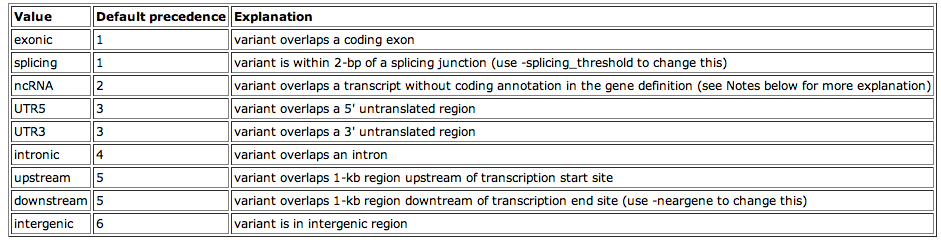 Value Default precedence Explanation
exonic 1 variant overlaps a coding exon
splicing 1 variant is within 2-bp of a splicing junction (use -splicing_threshold to change this)
ncRNA 2 variant overlaps a transcript without coding annotation in the gene definition (see Notes below for more explanation)
UTR5 3 variant overlaps a 5' untranslated region
UTR3 3 variant overlaps a 3' untranslated region
intronic 4 variant overlaps an intron
upstream 5 variant overlaps 1-kb region upstream of transcription start site
downstream 5 variant overlaps 1-kb region downtream of transcription end site (use -neargene to change this)
intergenic 6 variant is in intergenic region